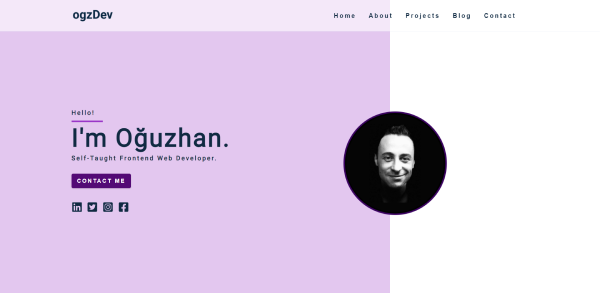 ogzDev
Home About Projects Blog Contact
Hello!
I'm Oğuzhan.
Self-Taught Frontend Web Developer.
CONTACT ME